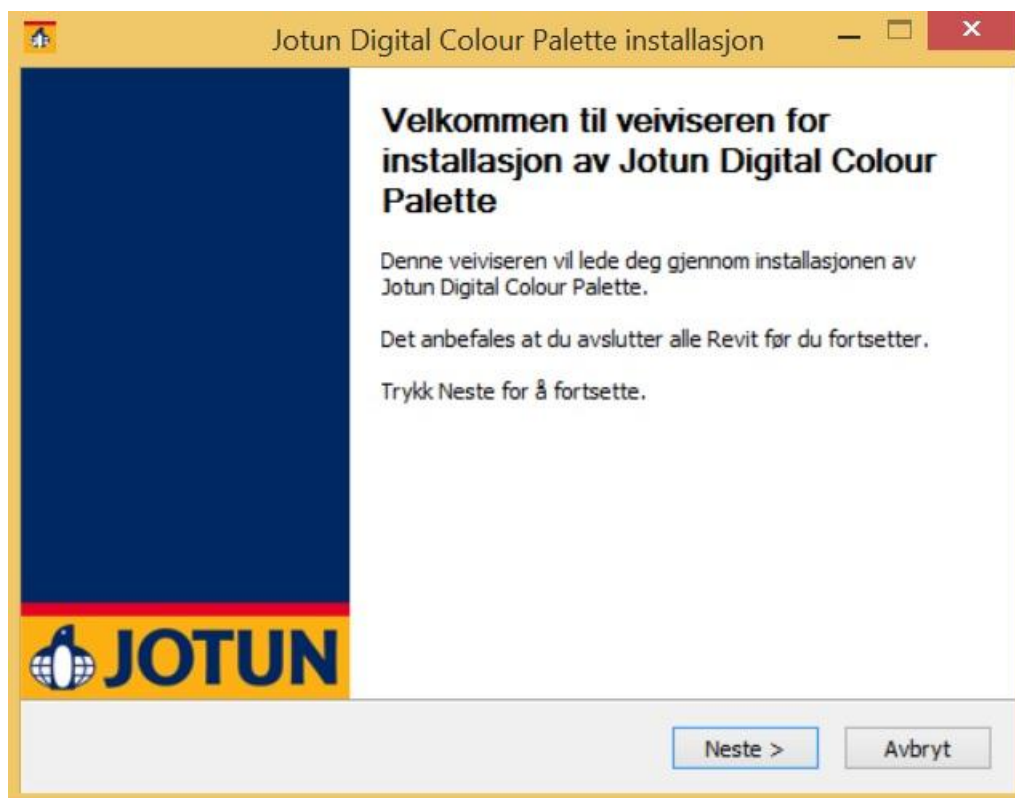 Jotun Digital Colour Palette installasjon
Velkommen til veiviseren for
installasjon av Jotun Digital Colour
Palette
Denne veiviseren vil lede deg gjennom installasjonen av
Jotun Digital Colour Palette.
Det anbefales at du avslutter alle Revit før du fortsetter.
Trykk Neste for å fortsette.
JOTUN
Neste >
Avbryt